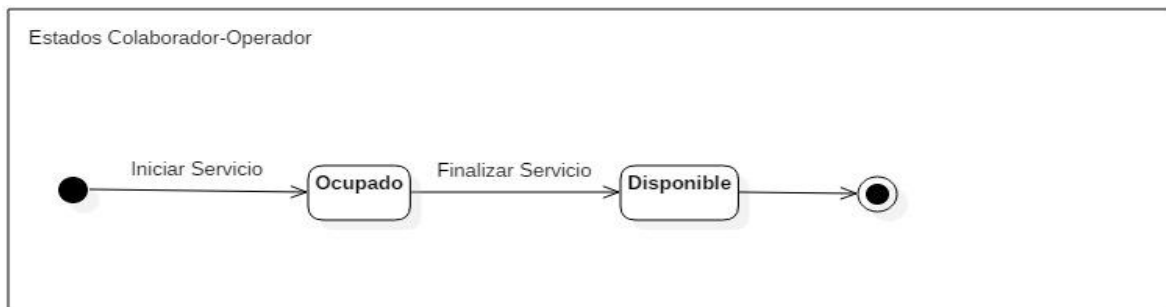 Estados Colaborador-Operador
Iniciar Servicio
Ocupado
Finalizar Servicio
Disponible